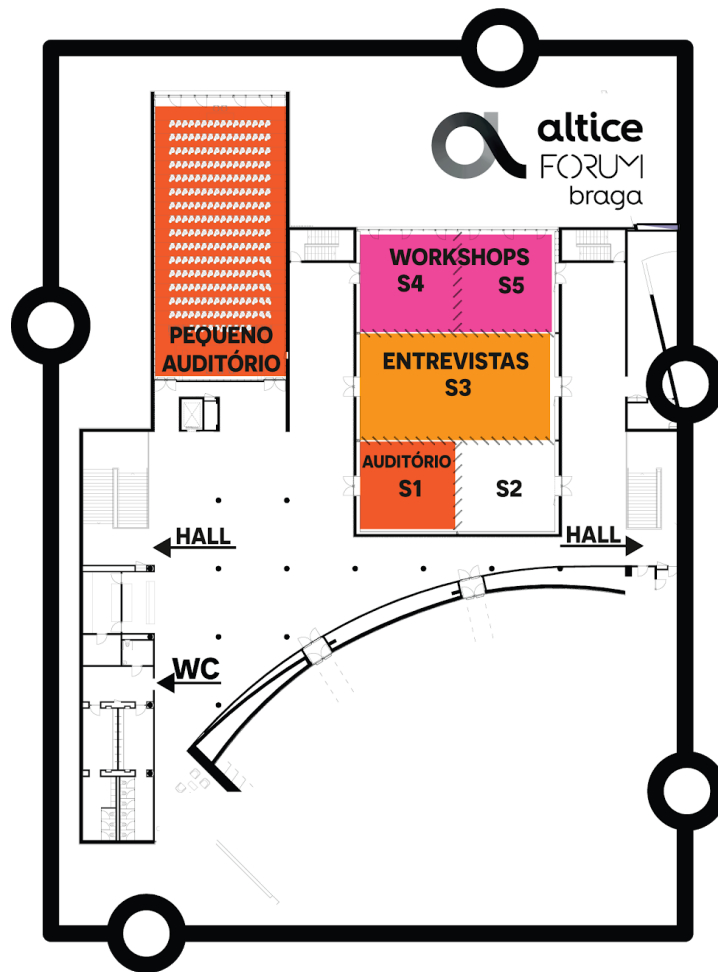 altice
FORUM
braga
WORKSHOPS
S4 S5
PEQUENO
AUDITÓRIO
ENTREVISTAS
S3
AUDITÓRIO
S1 S2
HALL HALL
WC